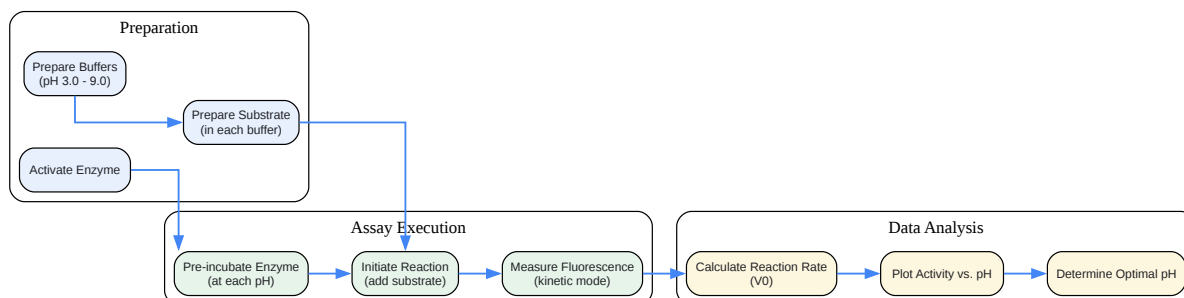 Preparation
Prepare Buffers
(pH 3.0 - 9.0)
Prepare Substrate
(in each buffer)
Activate Enzyme
Assay Execution
Pre-incubate Enzyme
(at each pH)
Initiate Reaction
(add substrate)
Measure Fluorescence
(kinetic mode)
Data Analysis
Calculate Reaction Rate
(V0)
Plot Activity vs. pH
Determine Optimal pH